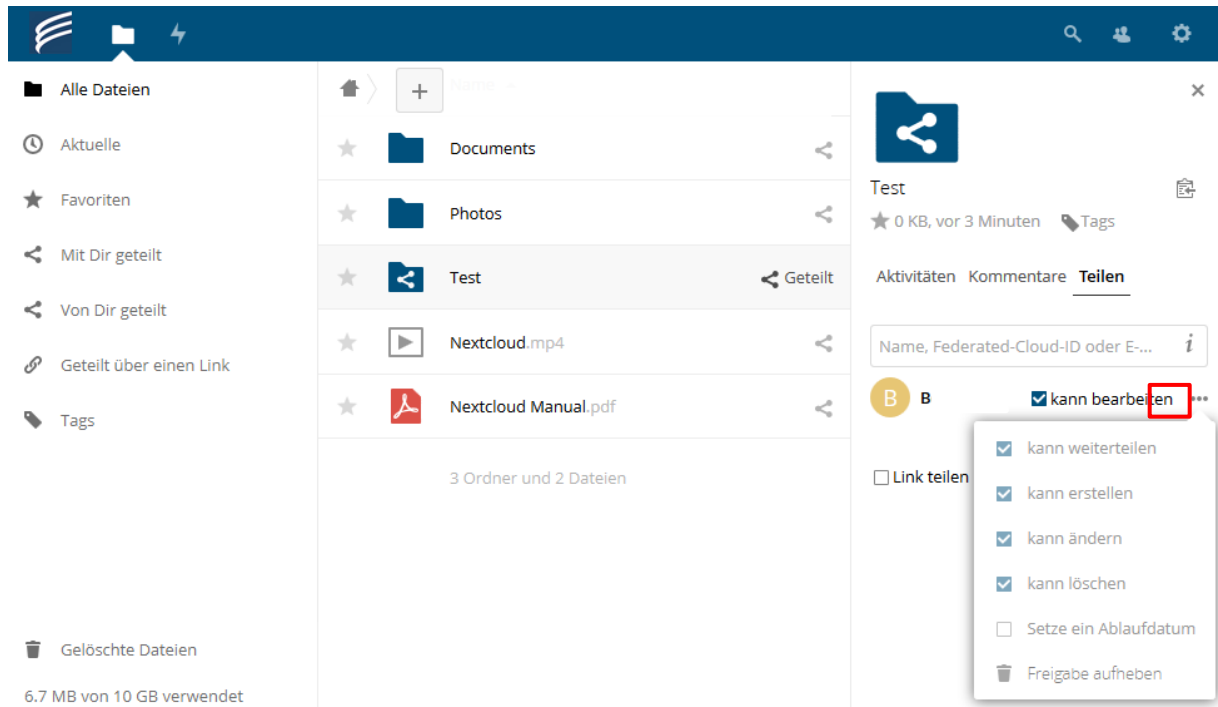 Alle Dateien
Aktuelle
Favoriten
Mit Dir geteilt
Von Dir geteilt
Geteilt über einen Link
Tags
Gelöschte Dateien
6.7 MB von 10 GB verwendet
+ Name
Documents
Photos
Test Geteilt
Nextcloud.mp4
Nextcloud Manual.pdf
3 Ordner und 2 Dateien
Test
0 KB, vor 3 Minuten Tags
Aktivitäten Kommentare Teilen
Name, Federated-Cloud-ID oder E-... i
B B kann bearbeiten
kann weiterteilen
Link teilen
kann erstellen
kann ändern
kann löschen
Setze ein Ablaufdatum
Freigabe aufheben